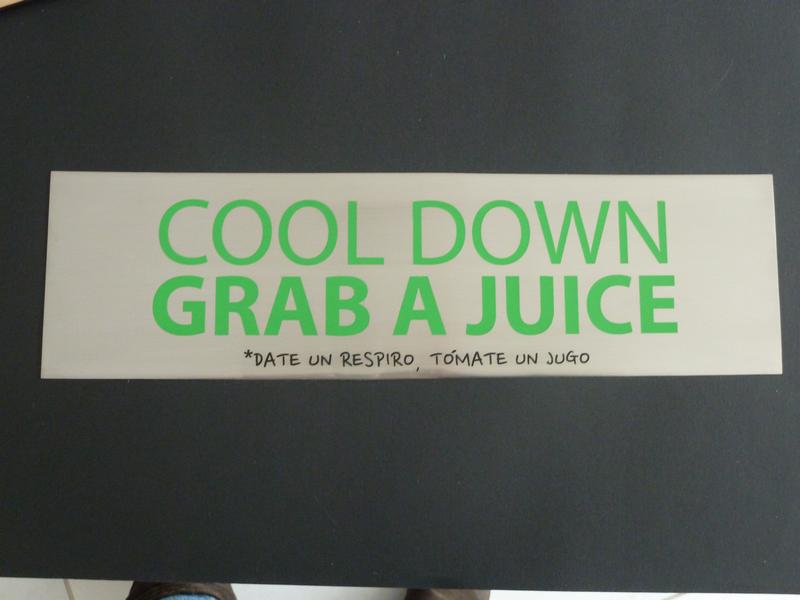 COOL DOWN
GRAB A JUICE
*DATE UN RESPIRO, TÓMATE UN JUGO